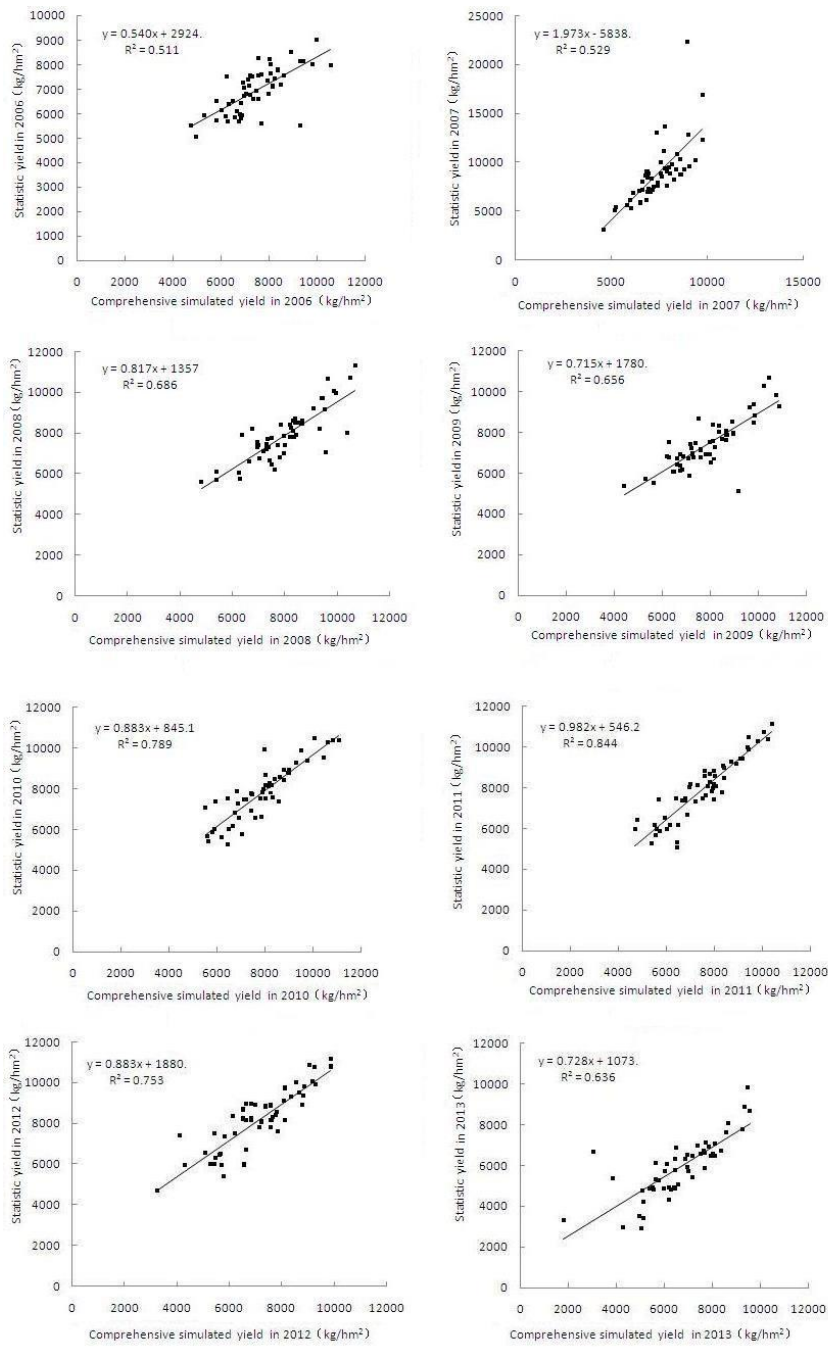 y = 0.540x + 2924.
R² = 0.511
Statistic yield in 2006 (kg/hm²)
10000
9000
8000
7000
6000
5000
4000
3000
2000
1000
0
0 2000 4000 6000 8000 10000 12000
Comprehensive simulated yield in 2006 (kg/hm²)
y = 1.973x - 5838.
R² = 0.529
Statistic yield in 2007 (kg/hm²)
25000
20000
15000
10000
5000
0
0 5000 10000 15000
Comprehensive simulated yield in 2007 (kg/hm²)
y = 0.817x + 1357
R² = 0.686
Statistic yield in 2008 (kg/hm²)
12000
10000
8000
6000
4000
2000
0
0 2000 4000 6000 8000 10000 12000
Comprehensive simulated yield in 2008 (kg/hm²)
y = 0.715x + 1780.
R² = 0.656
Statistic yield in 2009 (kg/hm²)
12000
10000
8000
6000
4000
2000
0
0 2000 4000 6000 8000 10000 12000
Comprehensive simulated yield in 2009 (kg/hm²)
y = 0.883x + 845.1
R² = 0.789
Statistic yield in 2010 (kg/hm²)
12000
10000
8000
6000
4000
2000
0
0 2000 4000 6000 8000 10000 12000
Comprehensive simulated yield in 2010 (kg/hm²)
y = 0.982x + 546.2
R² = 0.844
Statistic yield in 2011 (kg/hm²)
12000
10000
8000
6000
4000
2000
0
0 2000 4000 6000 8000 10000 12000
Comprehensive simulated yield in 2011 (kg/hm²)
y = 0.883x + 1880.
R² = 0.753
Statistic yield in 2012 (kg/hm²)
12000
10000
8000
6000
4000
2000
0
0 2000 4000 6000 8000 10000 12000
Comprehensive simulated yield in 2012 (kg/hm²)
y = 0.728x + 1073.
R² = 0.636
Statistic yield in 2013 (kg/hm²)
12000
10000
8000
6000
4000
2000
0
0 2000 4000 6000 8000 10000 12000
Comprehensive simulated yield in 2013 (kg/hm²)